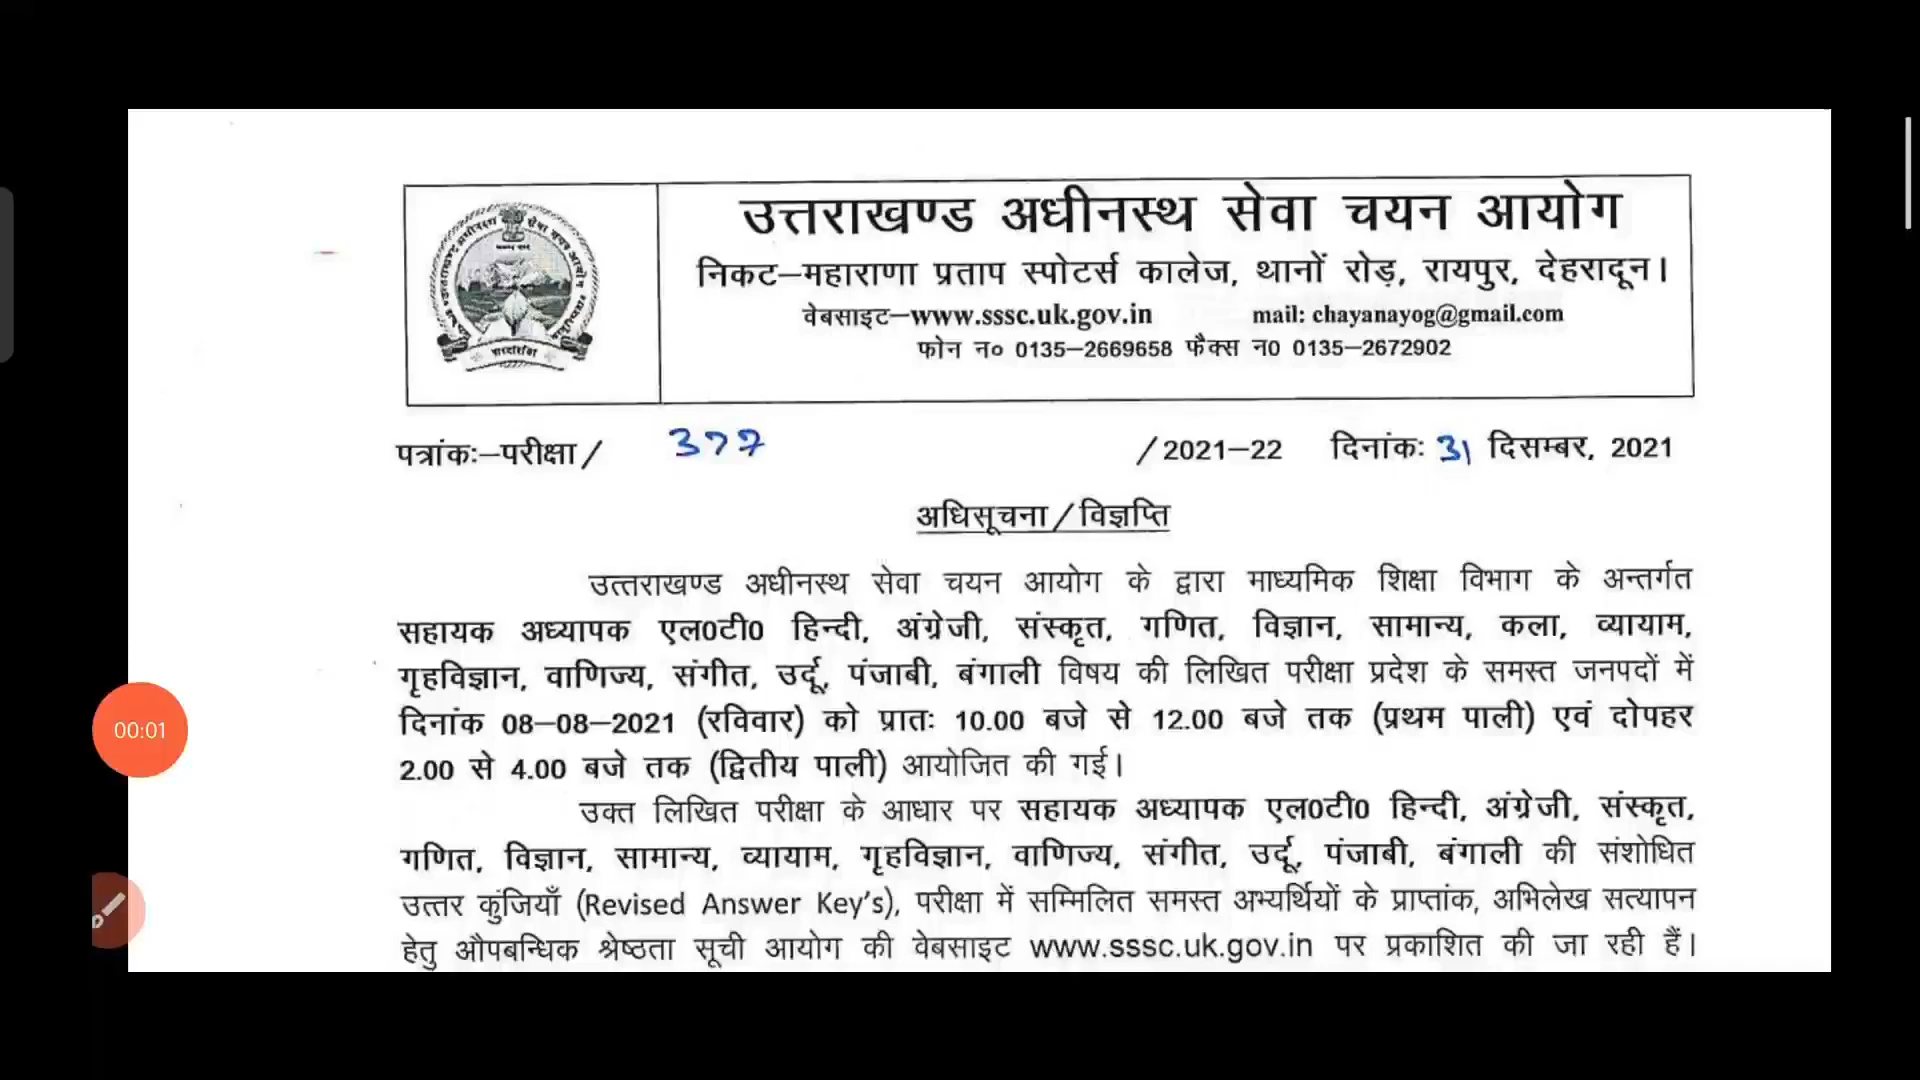 उत्तराखण्ड अधीनस्थ सेवा चयन आयोग
निकट–महाराणा प्रताप स्पोटर्स कालेज, थानों रोड़, रायपुर, देहरादून।
वेबसाइट–www.sssc.uk.gov.in mail: chayanayog@gmail.com
फोन न० 0135–2669658 फैक्स न0 0135–2672902
पत्रांकः–परीक्षा/ 377 /2021–22 दिनांकः 31 दिसम्बर, 2021
अधिसूचना/विज्ञप्ति
उत्तराखण्ड अधीनस्थ सेवा चयन आयोग के द्वारा माध्यमिक शिक्षा विभाग के अन्तर्गत
सहायक अध्यापक एल0टी0 हिन्दी, अंग्रेजी, संस्कृत, गणित, विज्ञान, सामान्य, कला, व्यायाम,
गृहविज्ञान, वाणिज्य, संगीत, उर्दू, पंजाबी, बंगाली विषय की लिखित परीक्षा प्रदेश के समस्त जनपदों में
दिनांक 08–08–2021 (रविवार) को प्रातः 10.00 बजे से 12.00 बजे तक (प्रथम पाली) एवं दोपहर
2.00 से 4.00 बजे तक (द्वितीय पाली) आयोजित की गई।
उक्त लिखित परीक्षा के आधार पर सहायक अध्यापक एल0टी0 हिन्दी, अंग्रेजी, संस्कृत,
गणित, विज्ञान, सामान्य, व्यायाम, गृहविज्ञान, वाणिज्य, संगीत, उर्दू, पंजाबी, बंगाली की संशोधित
उत्तर कुंजियाँ (Revised Answer Key's), परीक्षा में सम्मिलित समस्त अभ्यर्थियों के प्राप्तांक, अभिलेख सत्यापन
हेतु औपबन्धिक श्रेष्ठता सूची आयोग की वेबसाइट www.sssc.uk.gov.in पर प्रकाशित की जा रही हैं।
00:01